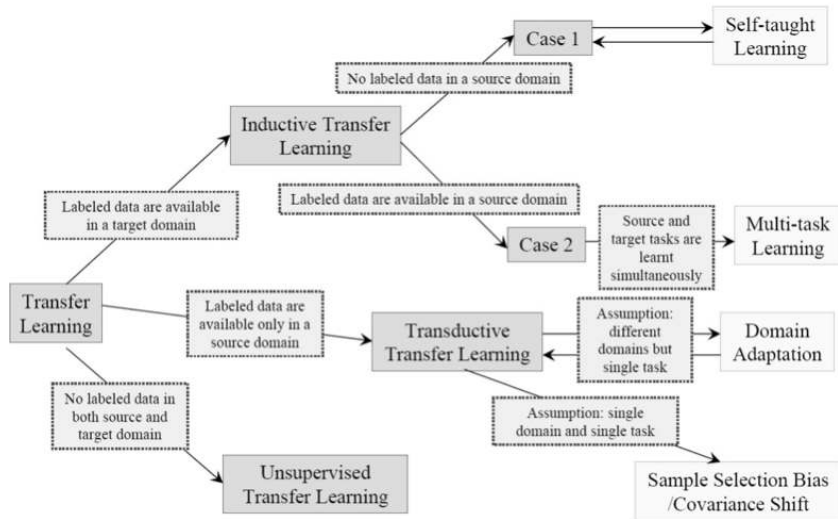 Case 1
Self-taught
Learning
No labeled data in a source domain
Inductive Transfer
Learning
Labeled data are available
in a target domain
Labeled data are available in a source domain
Case 2
Source and
target tasks are
learnt
simultaneously
Multi-task
Learning
Transfer
Learning
Labeled data are
available only in a
source domain
Transductive
Transfer Learning
Assumption:
different
domains but
single task
Domain
Adaptation
No labeled data in
both source and
target domain
Assumption: single
domain and single task
Unsupervised
Transfer Learning
Sample Selection Bias
/Covariance Shift